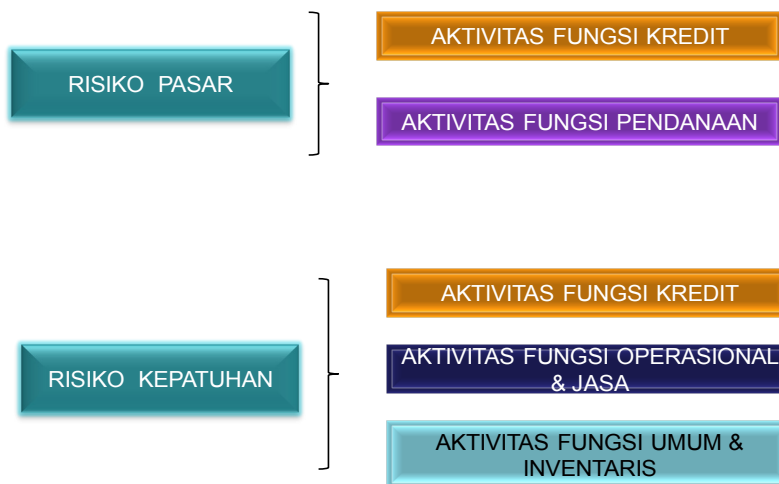 RISIKO PASAR
AKTIVITAS FUNGSI KREDIT
AKTIVITAS FUNGSI PENDANAAN
RISIKO KEPATUHAN
AKTIVITAS FUNGSI KREDIT
AKTIVITAS FUNGSI OPERASIONAL
& JASA
AKTIVITAS FUNGSI UMUM &
INVENTARIS